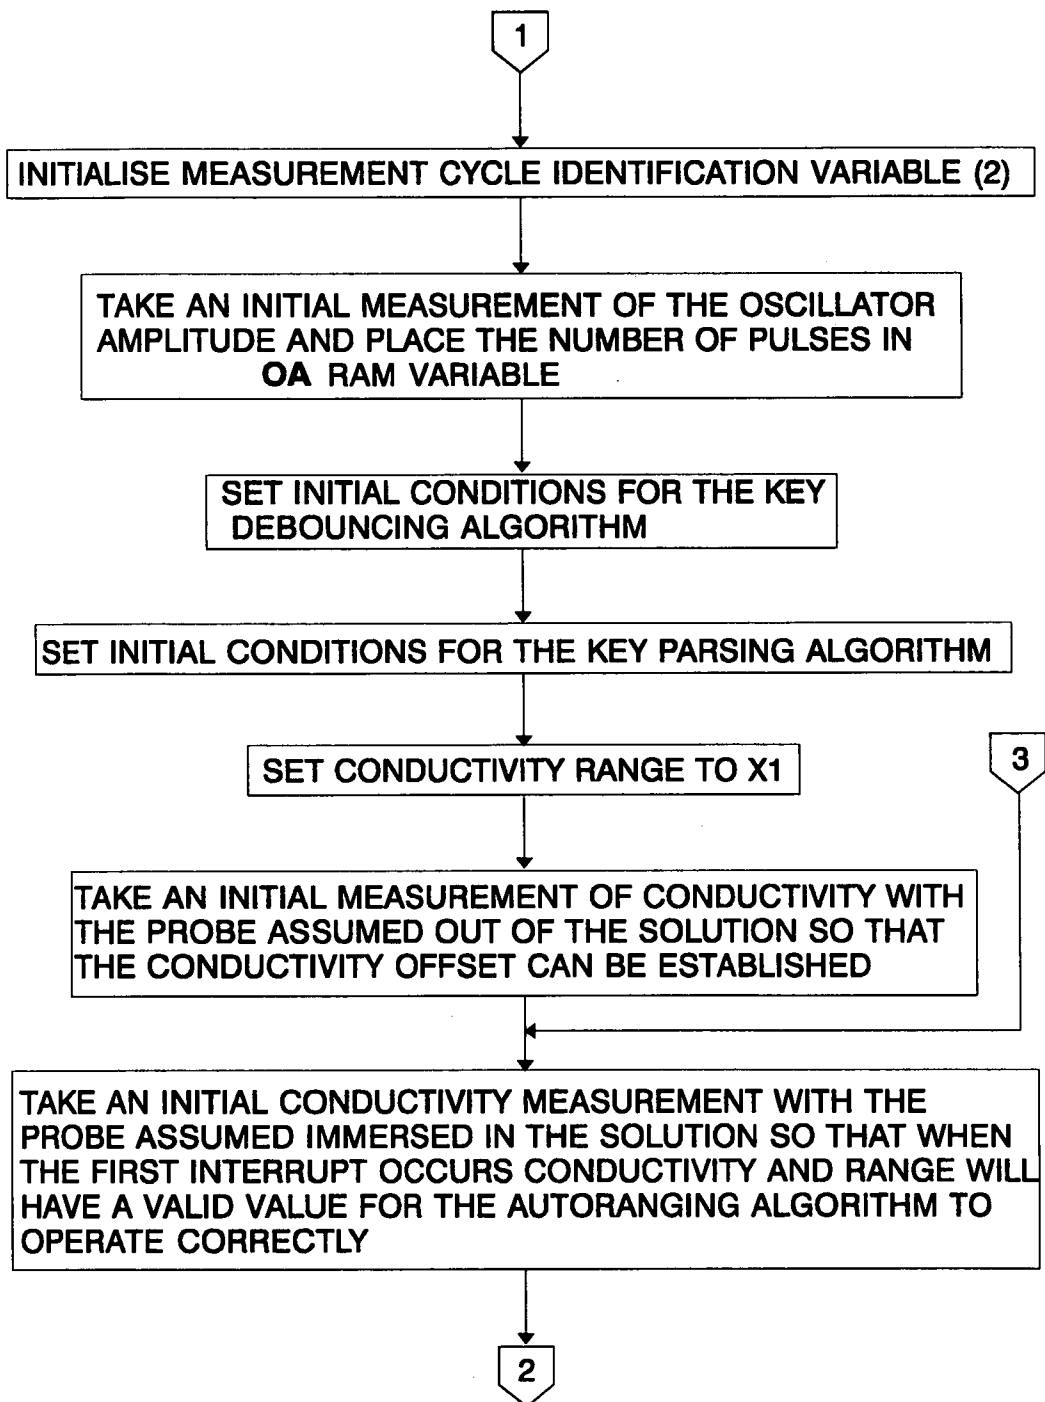 1
INITIALISE MEASUREMENT CYCLE IDENTIFICATION VARIABLE (2)
TAKE AN INITIAL MEASUREMENT OF THE OSCILLATOR
AMPLITUDE AND PLACE THE NUMBER OF PULSES IN
OA RAM VARIABLE
SET INITIAL CONDITIONS FOR THE KEY
DEBOUNCING ALGORITHM
SET INITIAL CONDITIONS FOR THE KEY PARSING ALGORITHM
SET CONDUCTIVITY RANGE TO X1
3
TAKE AN INITIAL MEASUREMENT OF CONDUCTIVITY WITH
THE PROBE ASSUMED OUT OF THE SOLUTION SO THAT
THE CONDUCTIVITY OFFSET CAN BE ESTABLISHED
TAKE AN INITIAL CONDUCTIVITY MEASUREMENT WITH THE
PROBE ASSUMED IMMERSED IN THE SOLUTION SO THAT WHEN
THE FIRST INTERRUPT OCCURS CONDUCTIVITY AND RANGE WILL
HAVE A VALID VALUE FOR THE AUTORANGING ALGORITHM TO
OPERATE CORRECTLY
2